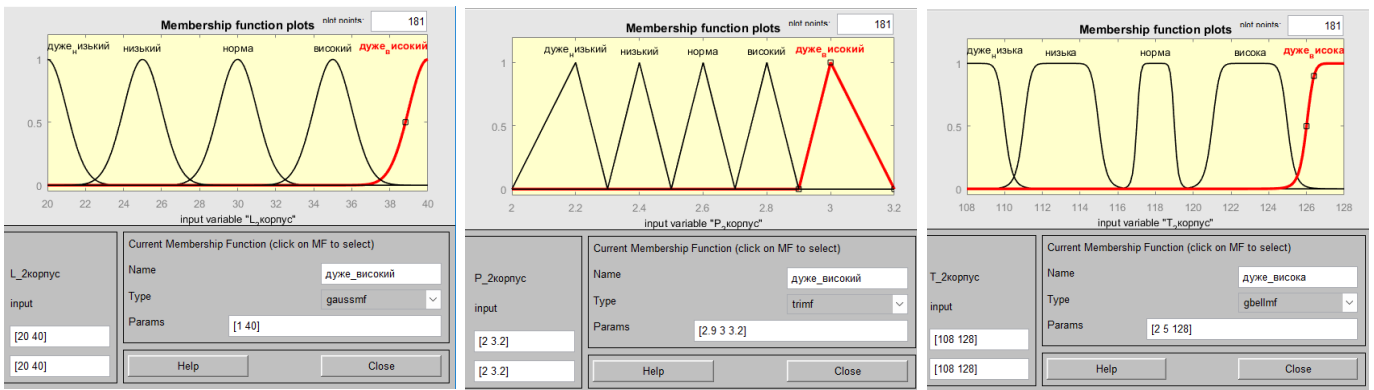 Membership function plots
plot points:
181
дуже_низький
низький
норма
високий
дуже_високий
1
0.5
0
20
22
24
26
28
30
32
34
36
38
40
input variable "L_2корпус"
L_2корпус
input
[20 40]
[20 40]
Current Membership Function (click on MF to select)
Name
дуже_високий
Type
gaussmf
Params
[1 40]
Help
Close
Membership function plots
plot points:
181
дуже_низький
низький
норма
високий
дуже_високий
1
0.5
0
2
2.2
2.4
2.6
2.8
3
3.2
input variable "P_2корпус"
P_2корпус
input
[2 3.2]
[2 3.2]
Current Membership Function (click on MF to select)
Name
дуже_високий
Type
trimf
Params
[2.9 3 3.2]
Help
Close
Membership function plots
plot points:
181
дуже_низька
низька
норма
висока
дуже_висока
1
0.5
0
108
110
112
114
116
118
120
122
124
126
128
input variable "T_2корпус"
T_2корпус
input
[108 128]
[108 128]
Current Membership Function (click on MF to select)
Name
дуже_висока
Type
gbellmf
Params
[2 5 128]
Help
Close